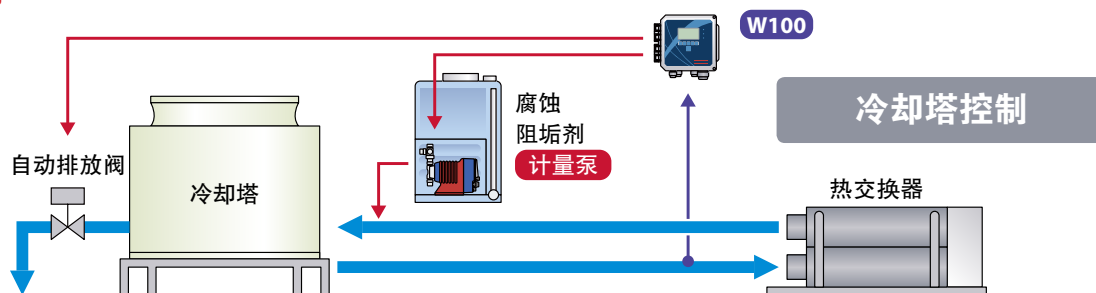 W100
冷却塔控制
腐蚀
阻垢剂
计量泵
自动排放阀
冷却塔
热交换器